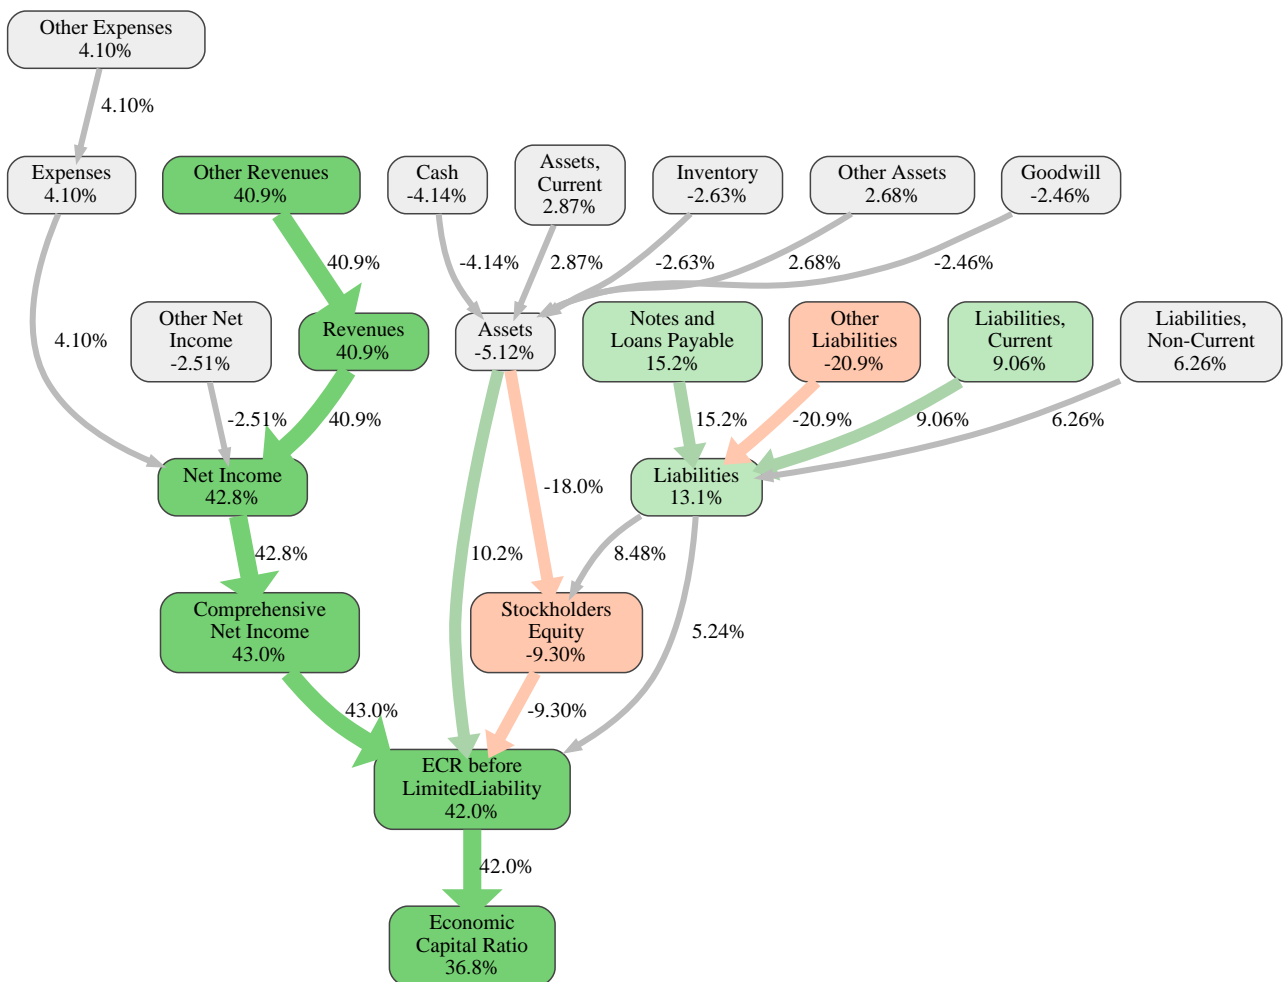 Other Expenses
4.10%
4.10%
Expenses
4.10%
Other Revenues
40.9%
Cash
-4.14%
Assets,
Current
2.87%
Inventory
-2.63%
Other Assets
2.68%
Goodwill
-2.46%
40.9%
-4.14%
2.87%
-2.63%
2.68%
-2.46%
4.10%
Other Net
Income
-2.51%
Revenues
40.9%
Assets
-5.12%
Notes and
Loans Payable
15.2%
Other
Liabilities
-20.9%
Liabilities,
Current
9.06%
Liabilities,
Non-Current
6.26%
-2.51%
40.9%
15.2%
-20.9%
9.06%
6.26%
Net Income
42.8%
-18.0%
Liabilities
13.1%
42.8%
10.2%
8.48%
Comprehensive
Net Income
43.0%
Stockholders
Equity
-9.30%
5.24%
43.0%
-9.30%
ECR before
LimitedLiability
42.0%
42.0%
Economic
Capital Ratio
36.8%